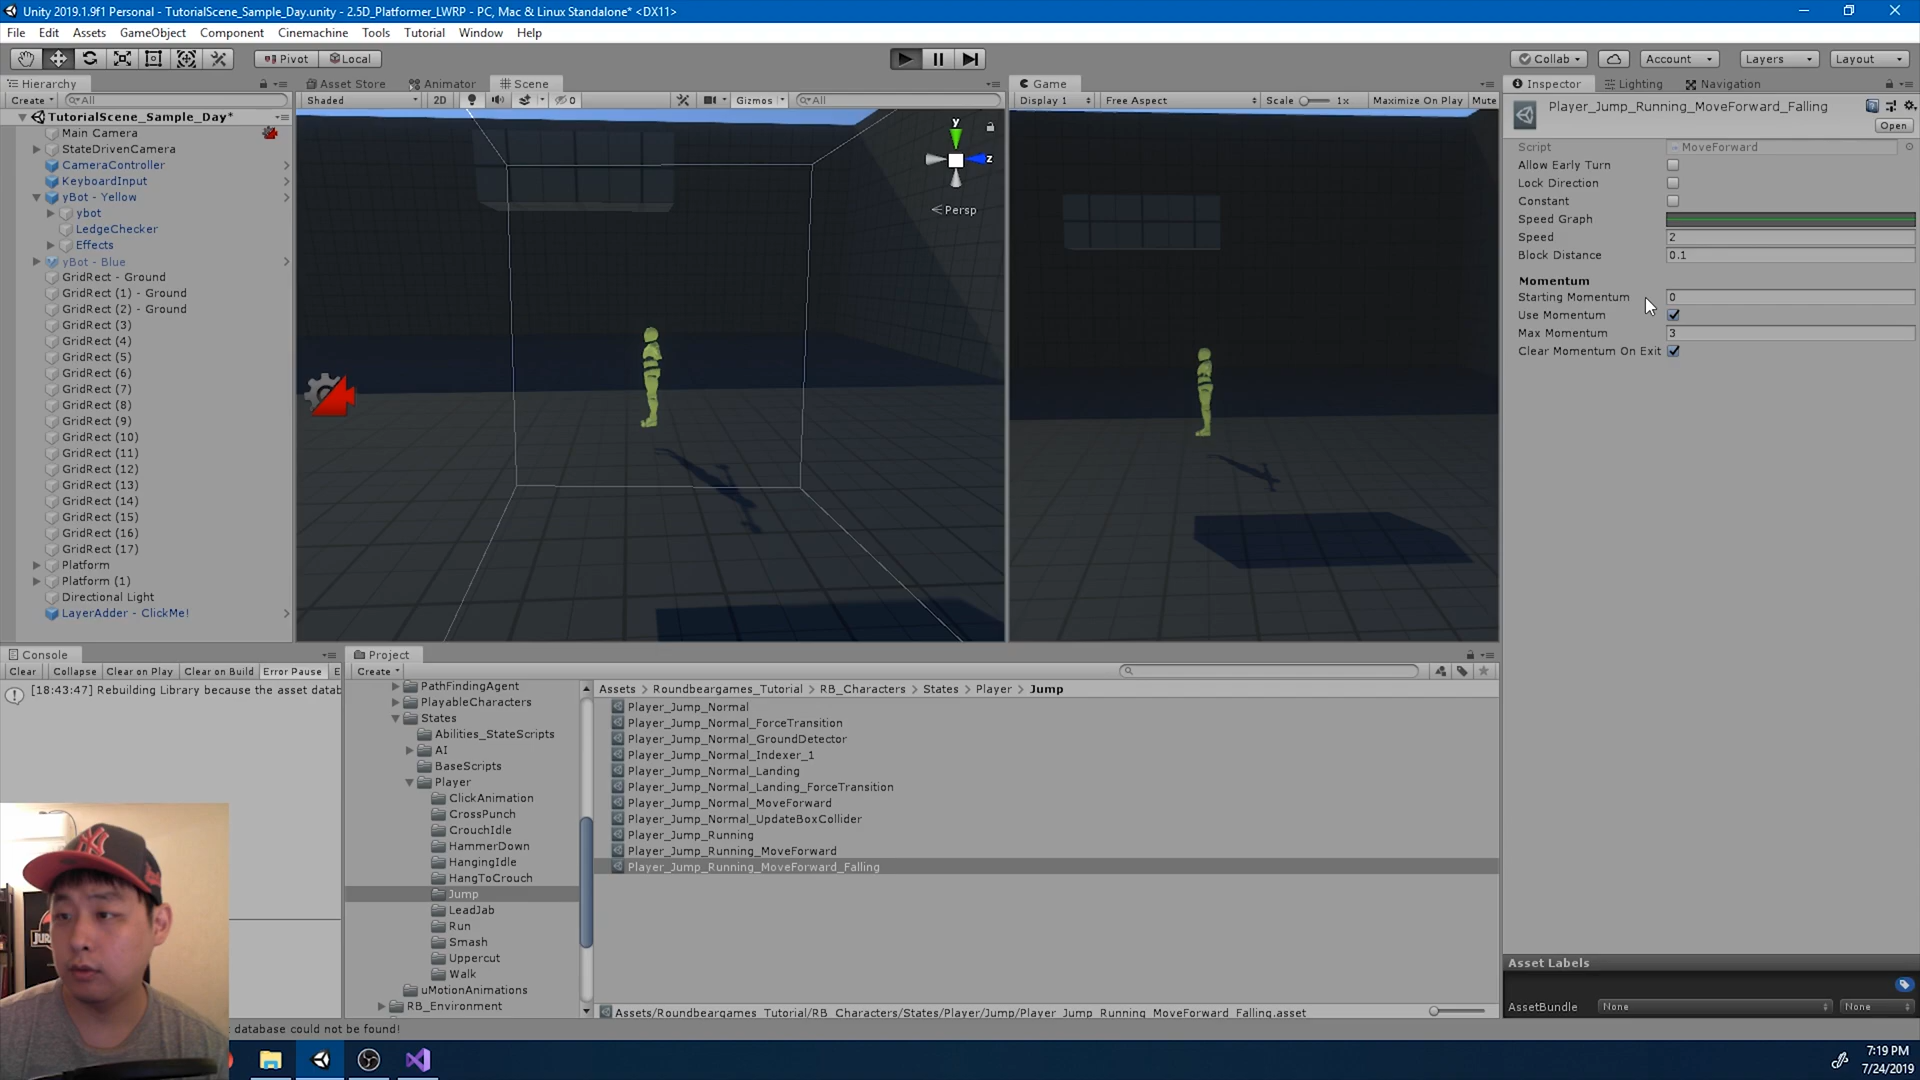 Unity 2019.1.9f1 Personal - TutorialScene_Sample_Day.unity - 2.5D_Platformer_LWRP - PC, Mac & Linux Standalone* <DX11>
File Edit Assets GameObject Component Cinemachine Tools Tutorial Window Help
Pivot Local Collab Account Layers Layout
Hierarchy Asset Store Animator Scene Game Inspector Lighting Navigation
Create All Shaded 2D 0 Gizmos All Display 1 Free Aspect Scale 1x Maximize On Play Mute
TutorialScene_Sample_Day*
Main Camera
StateDrivenCamera
CameraController
KeyboardInput
yBot - Yellow
ybot
LedgeChecker
Effects
yBot - Blue
GridRect - Ground
GridRect (1) - Ground
GridRect (2) - Ground
GridRect (3)
GridRect (4)
GridRect (5)
GridRect (6)
GridRect (7)
GridRect (8)
GridRect (9)
GridRect (10)
GridRect (11)
GridRect (12)
GridRect (13)
GridRect (14)
GridRect (15)
GridRect (16)
GridRect (17)
Platform
Platform (1)
Directional Light
LayerAdder - ClickMe!
y
z
Persp
Player_Jump_Running_MoveForward_Falling
Open
Script MoveForward
Allow Early Turn
Lock Direction
Constant
Speed Graph
Speed 2
Block Distance 0.1
Momentum
Starting Momentum 0
Use Momentum
Max Momentum 3
Clear Momentum On Exit
Console
Clear Collapse Clear on Play Clear on Build Error Pause E
[18:43:47] Rebuilding Library because the asset datab
Project
Create
PathFindingAgent
PlayableCharacters
States
Abilities_StateScripts
AI
BaseScripts
Player
ClickAnimation
CrossPunch
CrouchIdle
HammerDown
HangingIdle
HangToCrouch
Jump
LeadJab
Run
Smash
Uppercut
Walk
uMotionAnimations
RB_Environment
Assets > Roundbeargames_Tutorial > RB_Characters > States > Player > Jump
Player_Jump_Normal
Player_Jump_Normal_ForceTransition
Player_Jump_Normal_GroundDetector
Player_Jump_Normal_Indexer_1
Player_Jump_Normal_Landing
Player_Jump_Normal_Landing_ForceTransition
Player_Jump_Normal_MoveForward
Player_Jump_Normal_UpdateBoxCollider
Player_Jump_Running
Player_Jump_Running_MoveForward
Player_Jump_Running_MoveForward_Falling
Assets/Roundbeargames_Tutorial/RB_Characters/States/Player/Jump/Player_Jump_Running_MoveForward_Falling.asset
Asset Labels
AssetBundle None None
t database could not be found!
7:19 PM
7/24/2019